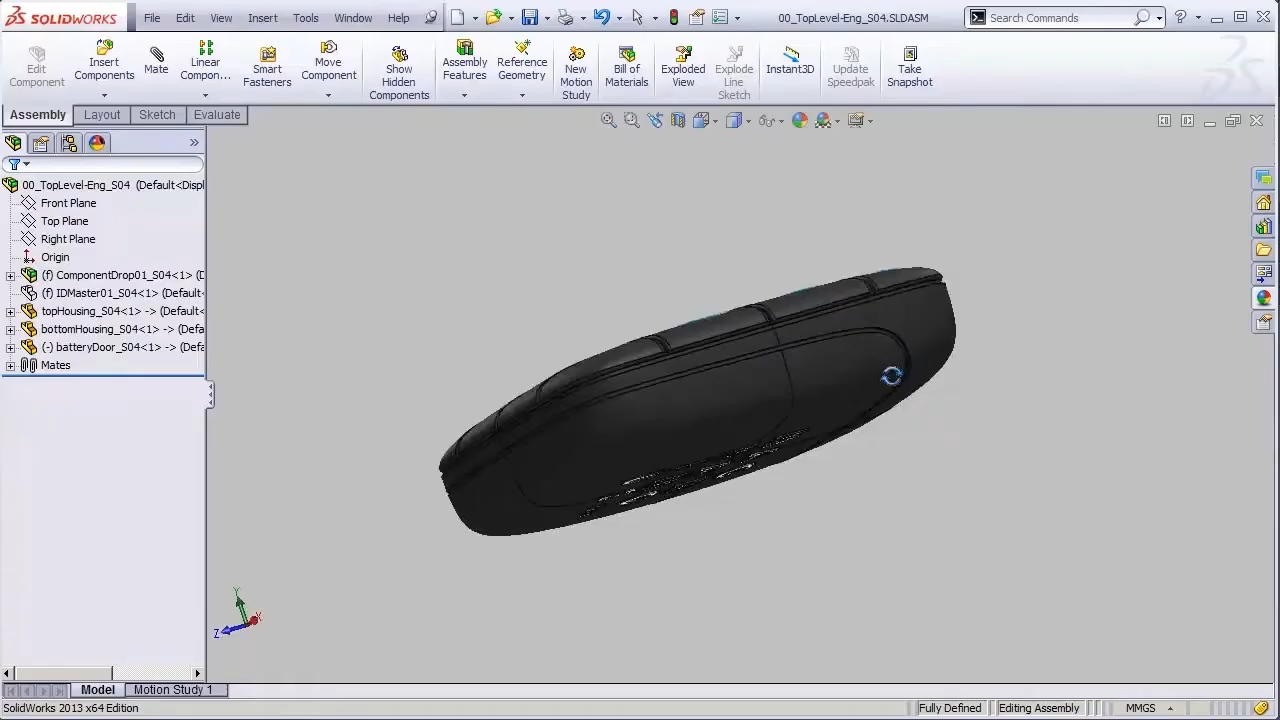 SOLIDWORKS File Edit View Insert Tools Window Help 00_TopLevel-Eng_S04.SLDASM Search Commands ?
Edit Component
Insert Components
Mate
Linear Compon...
Smart Fasteners
Move Component
Show Hidden Components
Assembly Features
Reference Geometry
New Motion Study
Bill of Materials
Exploded View
Explode Line Sketch
Instant3D
Update Speedpak
Take Snapshot
Assembly Layout Sketch Evaluate
»
00_TopLevel-Eng_S04 (Default<Displ
Front Plane
Top Plane
Right Plane
Origin
(f) ComponentDrop01_S04<1> (D
(f) IDMaster01_S04<1> (Default<
topHousing_S04<1> -> (Default<
bottomHousing_S04<1> -> (Defa
(-) batteryDoor_S04<1> -> (Defa
Mates
Y
X
Z
Model Motion Study 1
SolidWorks 2013 x64 Edition Fully Defined Editing Assembly MMGS